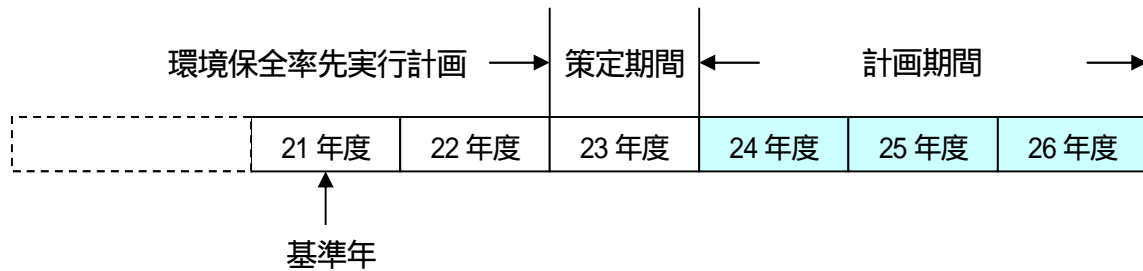 環境保全率先実行計画 策定期間 計画期間
21 年度 22 年度 23 年度 24 年度 25 年度 26 年度
基準年